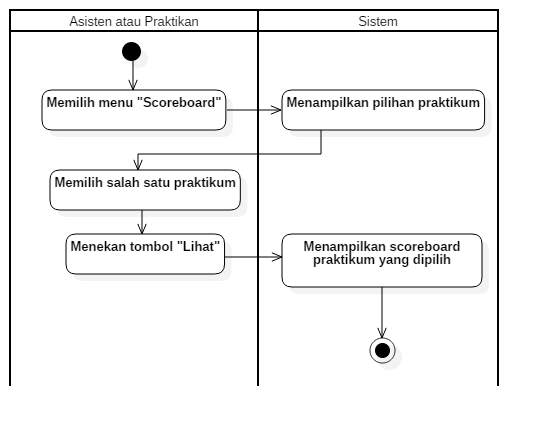 Asisten atau Praktikan
Sistem
Memilih menu "Scoreboard"
Menampilkan pilihan praktikum
Memilih salah satu praktikum
Menekan tombol "Lihat"
Menampilkan scoreboard
praktikum yang dipilih